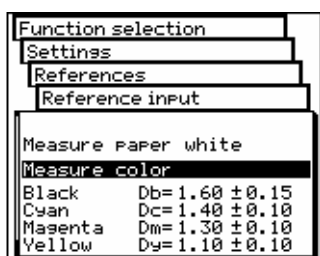 Function selection
Settings
References
Reference input
Measure paper white
Measure color
Black Db= 1.60 ±0.15
Cyan Dc= 1.40 ±0.10
Magenta Dm= 1.30 ±0.10
Yellow Dy= 1.10 ±0.10